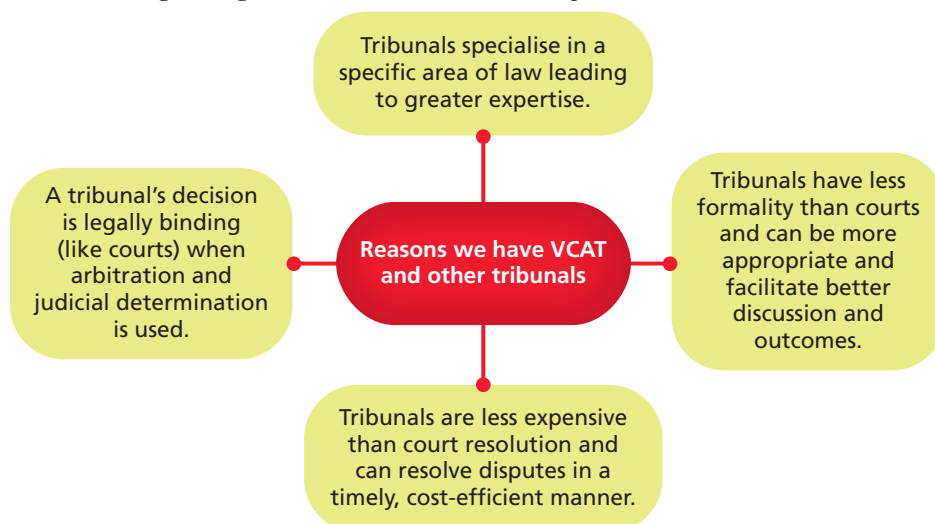 Tribunals specialise in a
specific area of law leading
to greater expertise.
A tribunal's decision
is legally binding
(like courts) when
arbitration and
judicial determination
is used.
Reasons we have VCAT
and other tribunals
Tribunals have less
formality than courts
and can be more
appropriate and
facilitate better
discussion and
outcomes.
Tribunals are less expensive
than court resolution and
can resolve disputes in a
timely, cost-efficient manner.